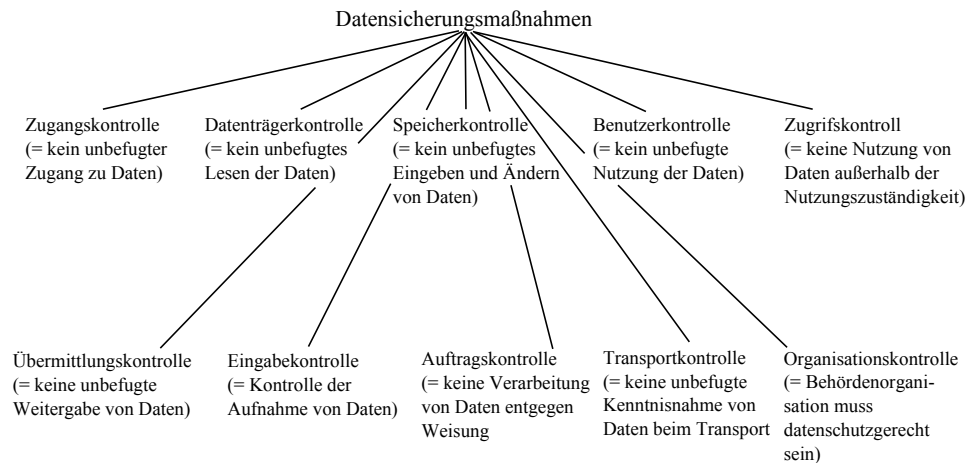 Datensicherungsmaßnahmen
Zugangskontrolle
(= kein unbefugter
Zugang zu Daten)
Datenträgerkontrolle
(= kein unbefugtes
Lesen der Daten)
Speicherkontrolle
(= kein unbefugtes
Eingeben und Ändern
von Daten)
Benutzerkontrolle
(= kein unbefugte
Nutzung der Daten)
Zugrifskontroll
(= keine Nutzung von
Daten außerhalb der
Nutzungszuständigkeit)
Übermittlungskontrolle
(= keine unbefugte
Weitergabe von Daten)
Eingabekontrolle
(= Kontrolle der
Aufnahme von Daten)
Auftragskontrolle
(= keine Verarbeitung
von Daten entgegen
Weisung
Transportkontrolle
(= keine unbefugte
Kenntnisnahme von
Daten beim Transport
Organisationskontrolle
(= Behördenorgani-
sation muss
datenschutzgerecht
sein)